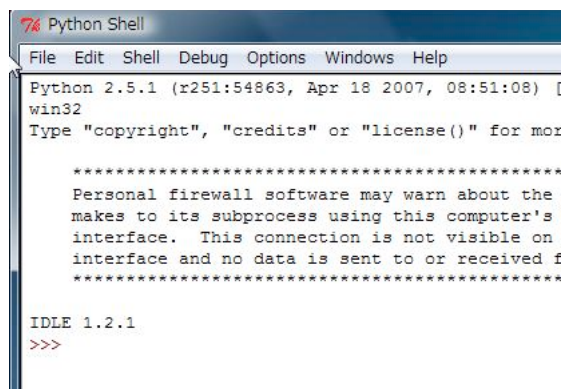 Python Shell
File Edit Shell Debug Options Windows Help
Python 2.5.1 (r251:54863, Apr 18 2007, 08:51:08) [
win32
Type "copyright", "credits" or "license()" for mor
****************************************************
Personal firewall software may warn about the
makes to its subprocess using this computer's
interface. This connection is not visible on
interface and no data is sent to or received f
****************************************************
IDLE 1.2.1
>>>